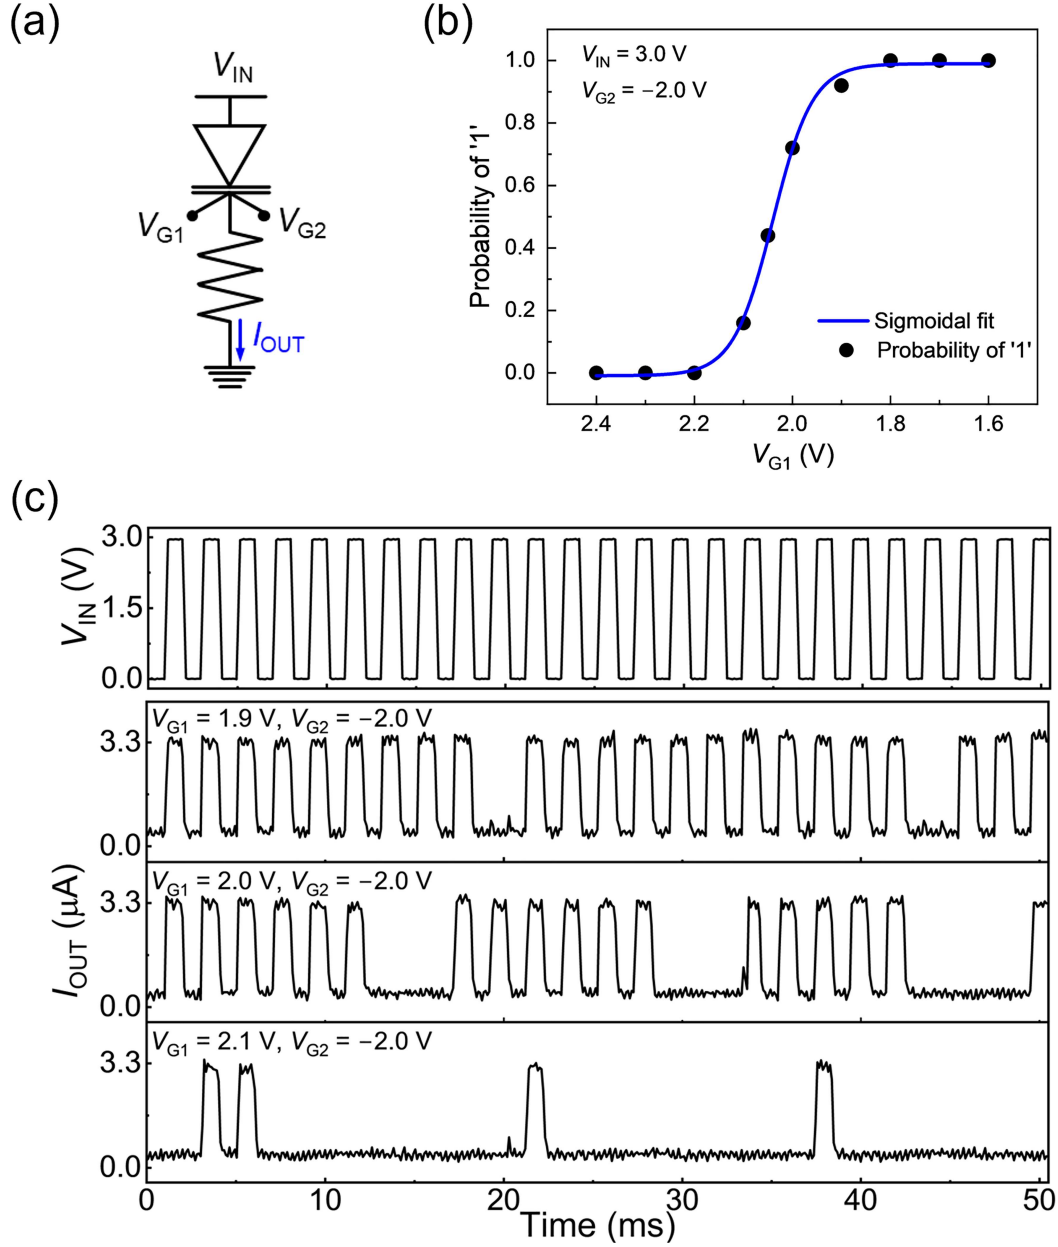 (a)
V_IN
V_G1
V_G2
I_OUT
(b)
V_IN = 3.0 V
V_G2 = −2.0 V
Probability of '1'
1.0
0.8
0.6
0.4
0.2
0.0
Sigmoidal fit
Probability of '1'
2.4 2.2 2.0 1.8 1.6
V_G1 (V)
(c)
V_IN (V)
3.0
1.5
0.0
I_OUT (μA)
V_G1 = 1.9 V, V_G2 = −2.0 V
3.3
0.0
V_G1 = 2.0 V, V_G2 = −2.0 V
3.3
0.0
V_G1 = 2.1 V, V_G2 = −2.0 V
3.3
0.0
0 10 20 30 40 50
Time (ms)